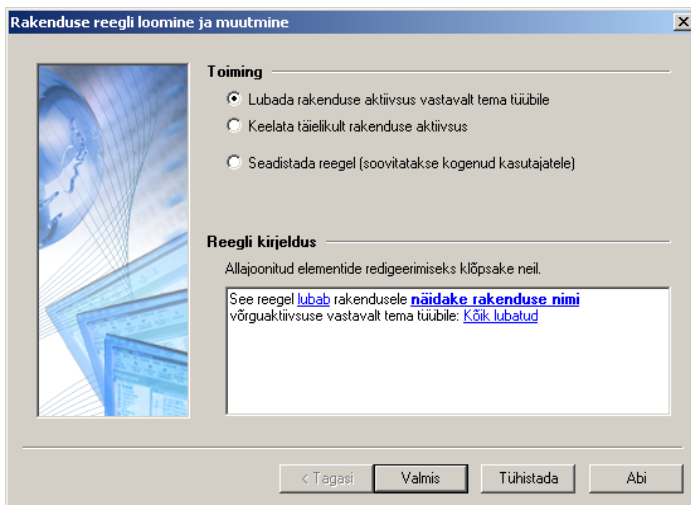 Rakenduse reegli loomine ja muutmine
Toiming
Lubada rakenduse aktiivsus vastavalt tema tüübile
Keelata täielikult rakenduse aktiivsus
Seadistada reegel (soovitatakse kogenud kasutajatele)
Reegli kirjeldus
Allajoonitud elementide redigeerimiseks klõpsake neil.
See reegel lubab rakendusele näidake rakenduse nimi
võrguaktiivsuse vastavalt tema tüübile: Kõik lubatud
< Tagasi
Valmis
Tühistada
Abi